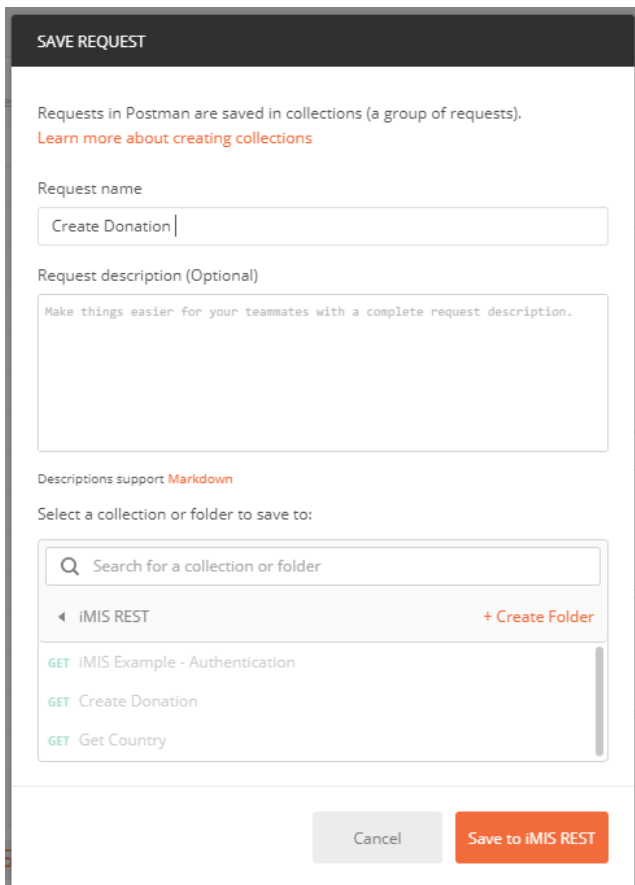 SAVE REQUEST
Requests in Postman are saved in collections (a group of requests).
Learn more about creating collections
Request name
Create Donation
Request description (Optional)
Make things easier for your teammates with a complete request description.
Descriptions support Markdown
Select a collection or folder to save to:
Search for a collection or folder
iMIS REST + Create Folder
GET iMIS Example - Authentication
GET Create Donation
GET Get Country
Cancel Save to iMIS REST